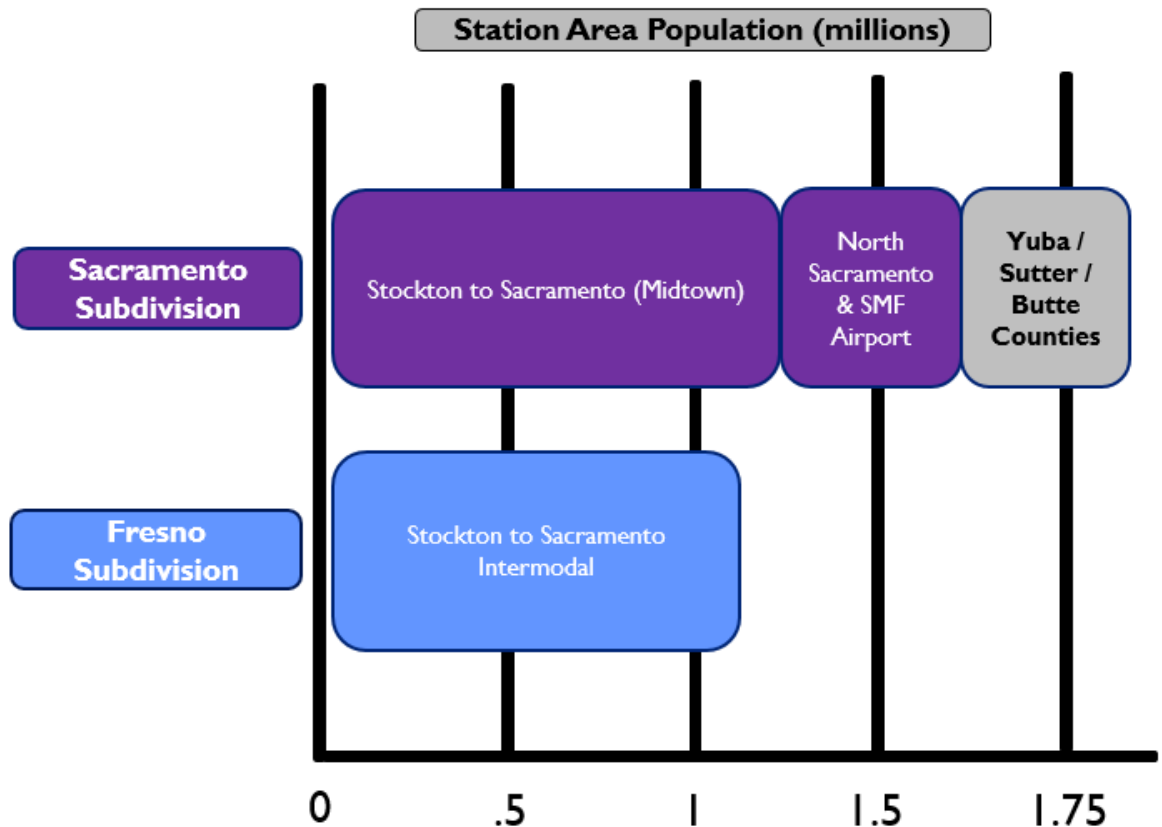 Station Area Population (millions)
Sacramento
Subdivision
Stockton to Sacramento (Midtown)
North
Sacramento
& SMF
Airport
Yuba /
Sutter /
Butte
Counties
Fresno
Subdivision
Stockton to Sacramento
Intermodal
0
.5
1
1.5
1.75